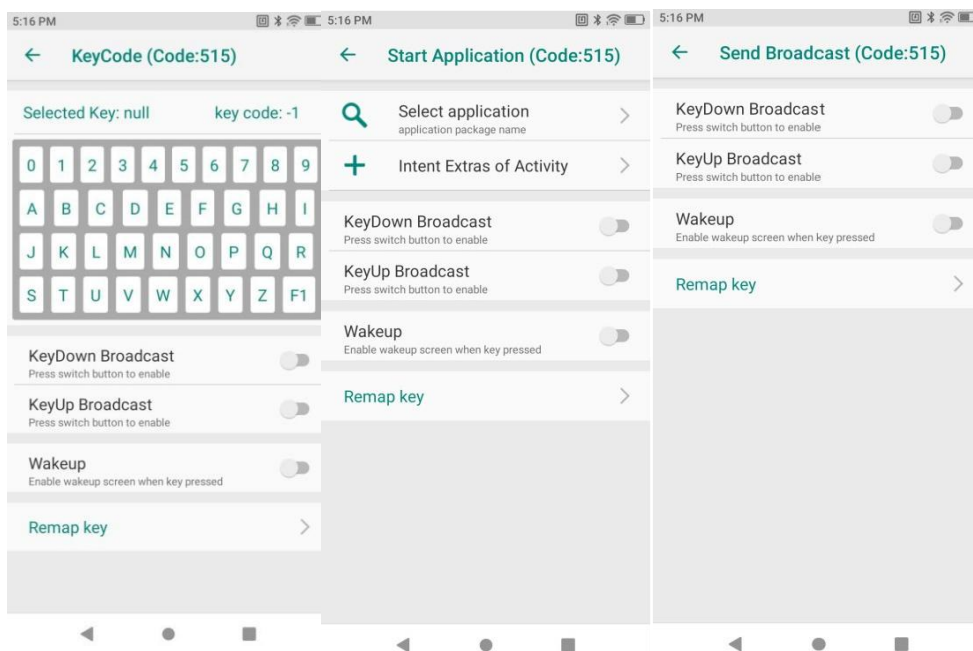 5:16 PM
KeyCode (Code:515)
Selected Key: null key code: -1
0 1 2 3 4 5 6 7 8 9
A B C D E F G H I
J K L M N O P Q R
S T U V W X Y Z F1
KeyDown Broadcast
Press switch button to enable
KeyUp Broadcast
Press switch button to enable
Wakeup
Enable wakeup screen when key pressed
Remap key
5:16 PM
Start Application (Code:515)
Select application
application package name
Intent Extras of Activity
KeyDown Broadcast
Press switch button to enable
KeyUp Broadcast
Press switch button to enable
Wakeup
Enable wakeup screen when key pressed
Remap key
5:16 PM
Send Broadcast (Code:515)
KeyDown Broadcast
Press switch button to enable
KeyUp Broadcast
Press switch button to enable
Wakeup
Enable wakeup screen when key pressed
Remap key